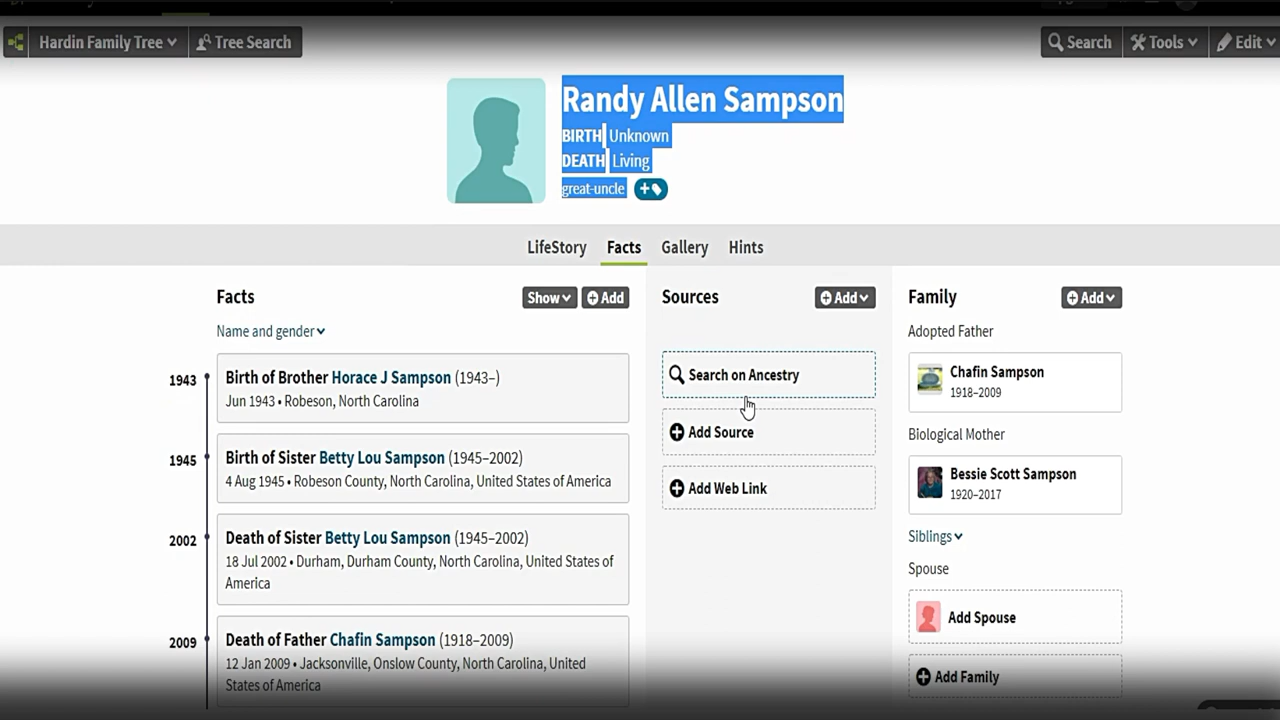 Hardin Family Tree
Tree Search
Search
Tools
Edit
Randy Allen Sampson
BIRTH Unknown
DEATH Living
great-uncle
LifeStory
Facts
Gallery
Hints
Facts
Show
Add
Name and gender
1943
Birth of Brother Horace J Sampson (1943–)
Jun 1943 • Robeson, North Carolina
1945
Birth of Sister Betty Lou Sampson (1945–2002)
4 Aug 1945 • Robeson County, North Carolina, United States of America
2002
Death of Sister Betty Lou Sampson (1945–2002)
18 Jul 2002 • Durham, Durham County, North Carolina, United States of
America
2009
Death of Father Chafin Sampson (1918–2009)
12 Jan 2009 • Jacksonville, Onslow County, North Carolina, United
States of America
Sources
Add
Search on Ancestry
Add Source
Add Web Link
Family
Add
Adopted Father
Chafin Sampson
1918–2009
Biological Mother
Bessie Scott Sampson
1920–2017
Siblings
Spouse
Add Spouse
Add Family